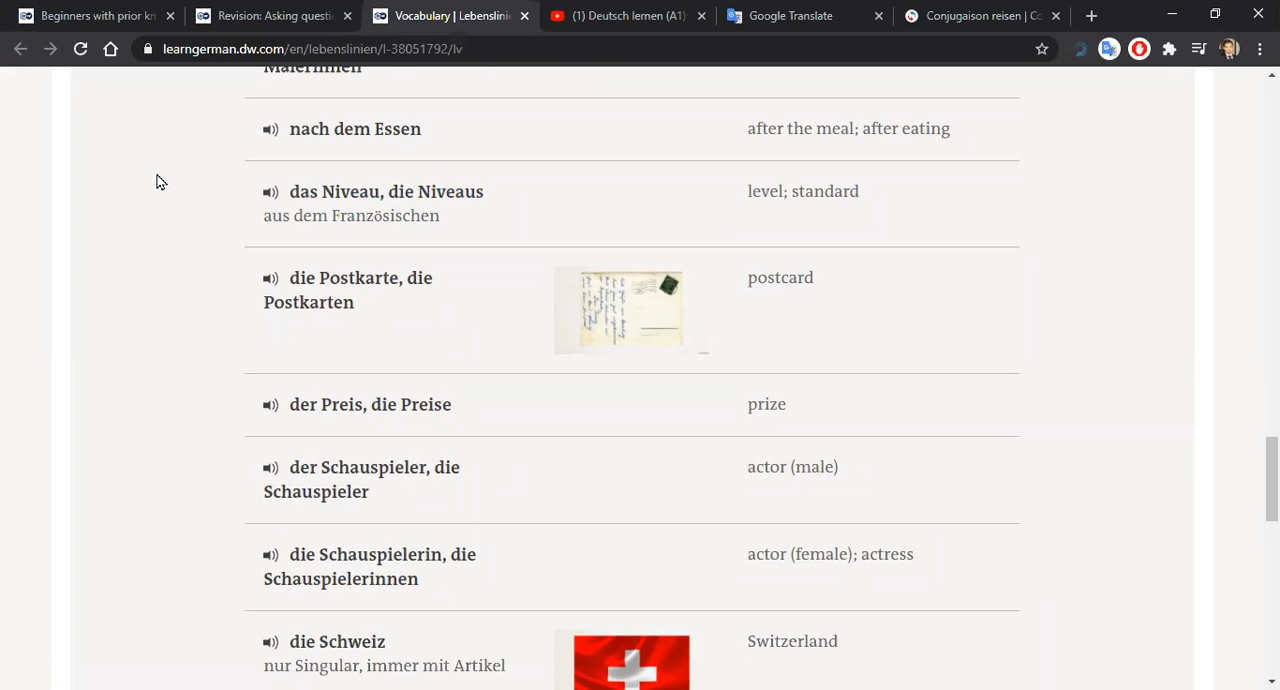 Beginners with prior kn
Revision: Asking questi
Vocabulary | Lebenslinie
(1) Deutsch lernen (A1)
Google Translate
Conjugaison reisen | Co
learngerman.dw.com/en/lebenslinien/l-38051792/lv
Malerinnen
nach dem Essen
after the meal; after eating
das Niveau, die Niveaus
level; standard
aus dem Französischen
die Postkarte, die
postcard
Postkarten
der Preis, die Preise
prize
der Schauspieler, die
actor (male)
Schauspieler
die Schauspielerin, die
actor (female); actress
Schauspielerinnen
die Schweiz
Switzerland
nur Singular, immer mit Artikel